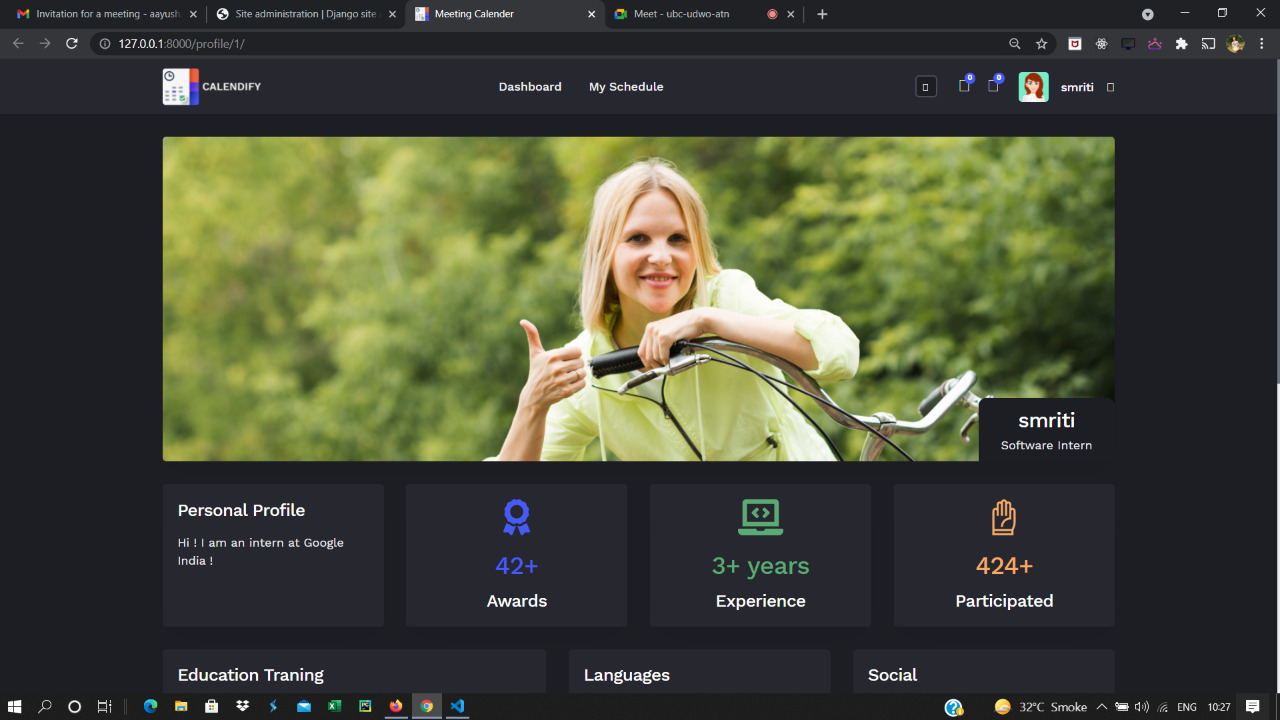 Invitation for a meeting - aayush
Site administration | Django site a
Meeting Calender
Meet - ubc-udwo-atn
127.0.0.1:8000/profile/1/
CALENDIFY
Dashboard
My Schedule
0
0
smriti
smriti
Software Intern
Personal Profile
Hi ! I am an intern at Google
India !
42+
Awards
3+ years
Experience
424+
Participated
Education Traning
Languages
Social
32°C Smoke
ENG
10:27